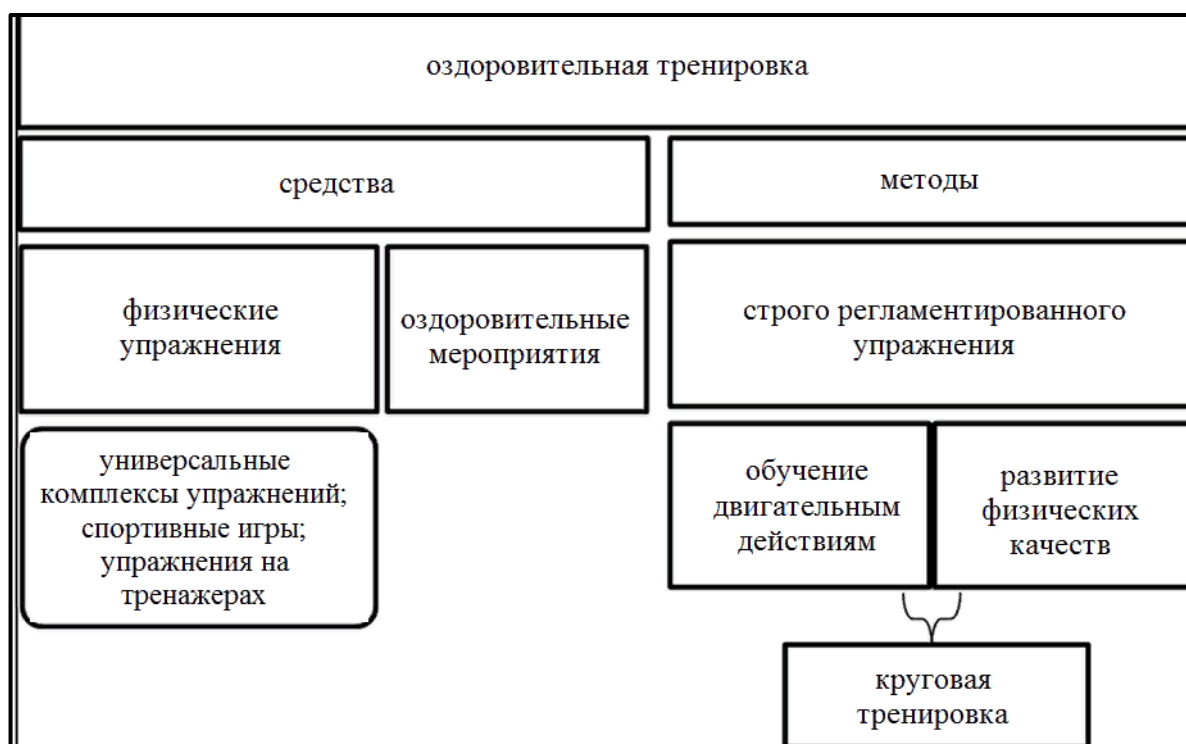 оздоровительная тренировка
средства
методы
физические
упражнения
оздоровительные
мероприятия
строго регламентированного
упражнения
универсальные
комплексы упражнений;
спортивные игры;
упражнения на
тренажерах
обучение
двигательным
действиям
развитие
физических
качеств
круговая
тренировка